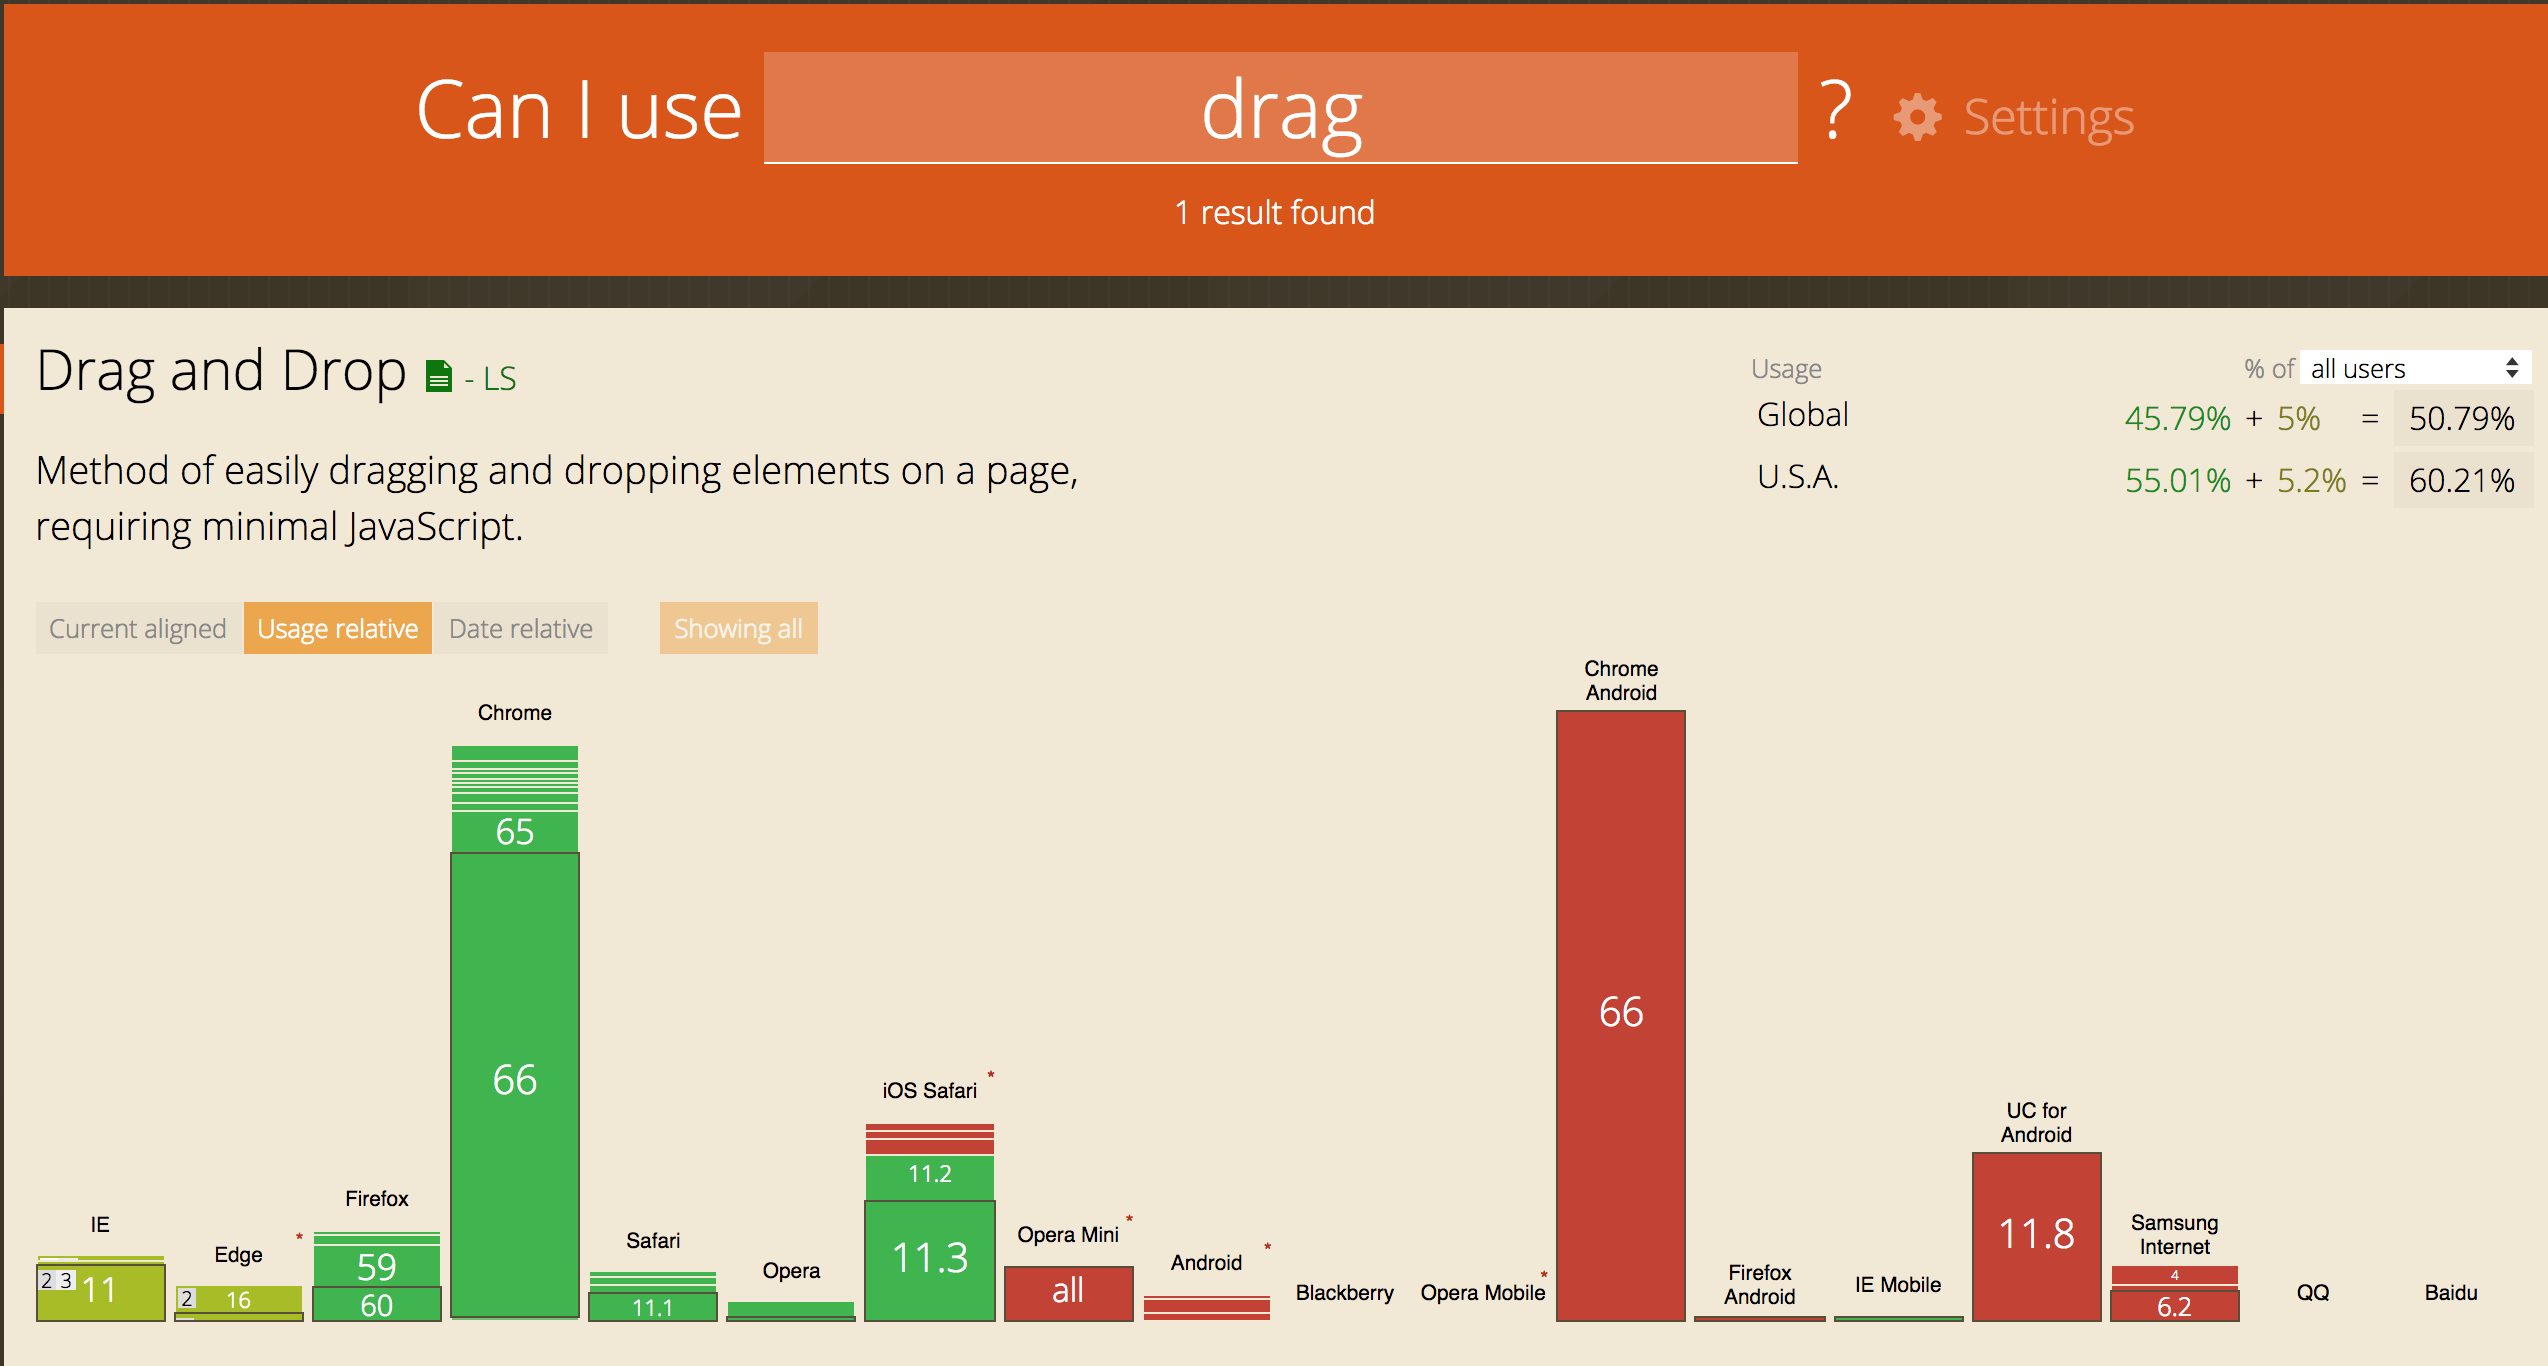 Can I use drag ? Settings
1 result found
Drag and Drop - LS
Usage % of all users
Global 45.79% + 5% = 50.79%
U.S.A. 55.01% + 5.2% = 60.21%
Method of easily dragging and dropping elements on a page,
requiring minimal JavaScript.
Current aligned Usage relative Date relative Showing all
IE
2 3 11
Edge *
2 16
Firefox
59
60
Chrome
65
66
Safari
11.1
Opera
iOS Safari *
11.2
11.3
Opera Mini *
all
Android *
Blackberry
Opera Mobile *
Chrome
Android
66
Firefox
Android
IE Mobile
UC for
Android
11.8
Samsung
Internet
4
6.2
QQ
Baidu